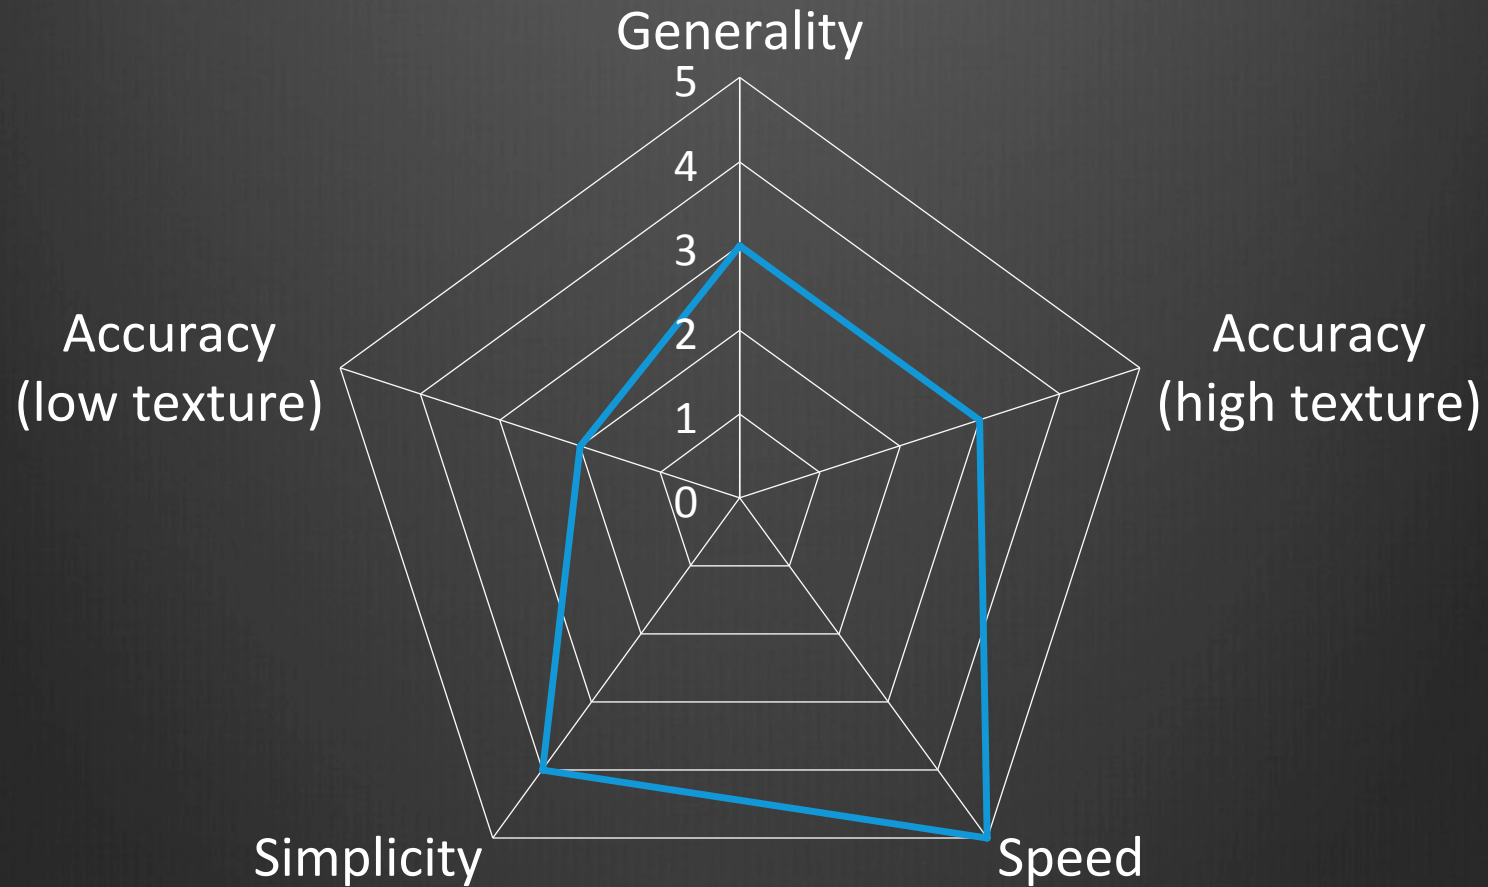 Generality
5
4
3
2
1
0
Accuracy
(low texture)
Accuracy
(high texture)
Simplicity
Speed